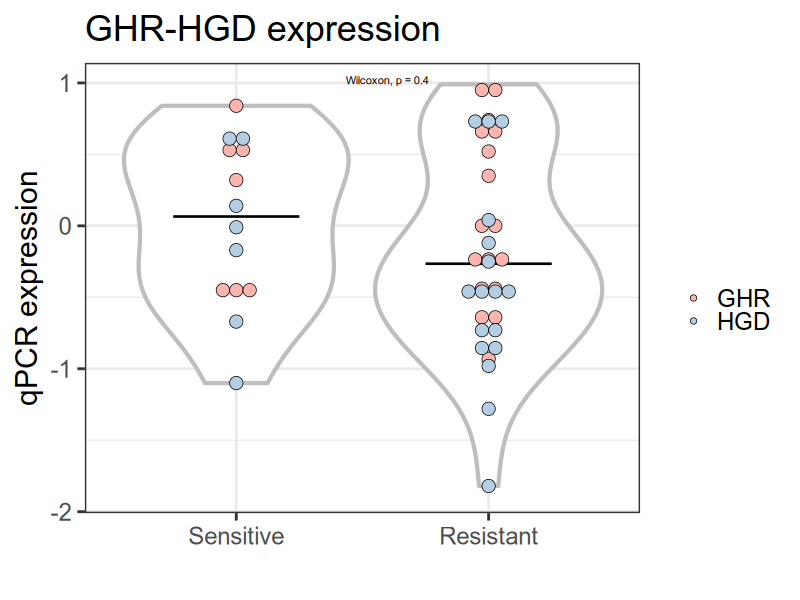 GHR-HGD expression
Wilcoxon, p = 0.4
qPCR expression
1
0
-1
-2
Sensitive
Resistant
GHR
HGD